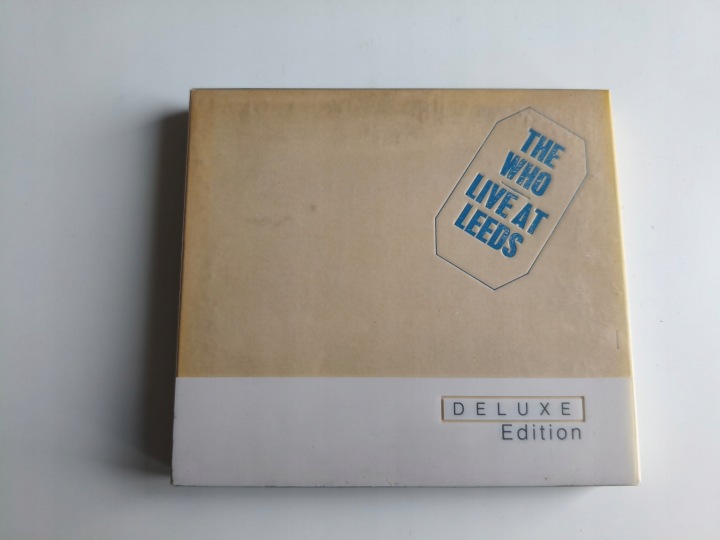 THE
WHO
LIVE AT
LEEDS
DELUXE
Edition